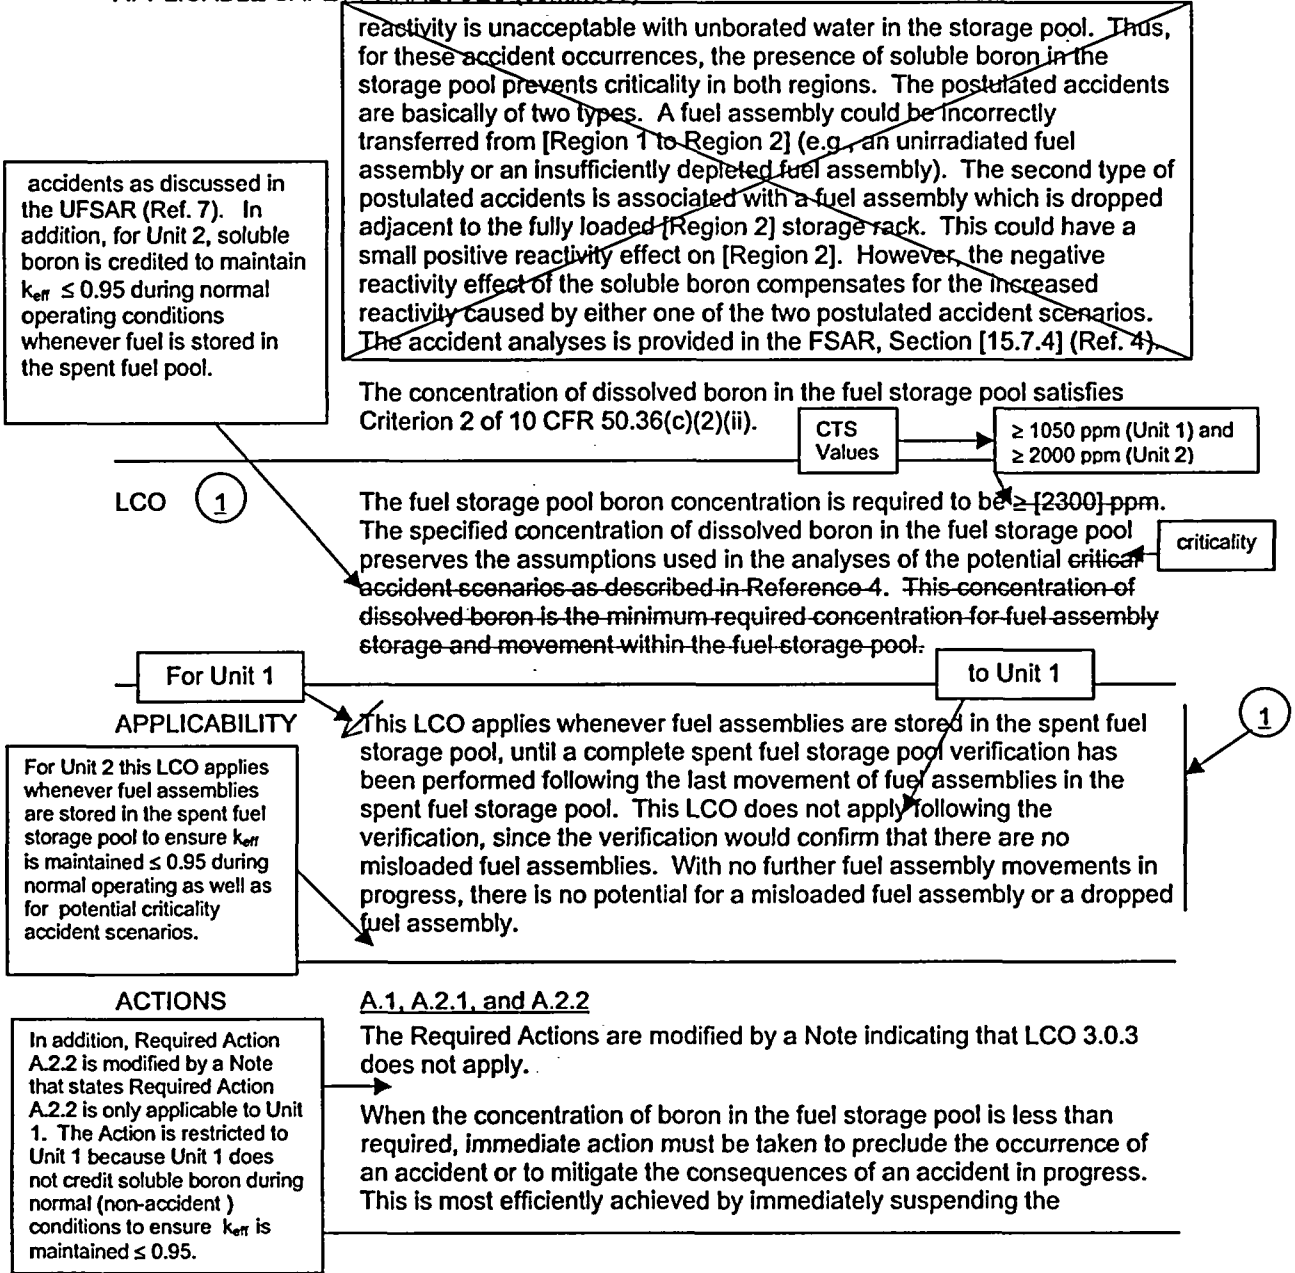 reactivity is unacceptable with unborated water in the storage pool. Thus,
for these accident occurrences, the presence of soluble boron in the
storage pool prevents criticality in both regions. The postulated accidents
are basically of two types. A fuel assembly could be incorrectly
transferred from [Region 1 to Region 2] (e.g., an unirradiated fuel
assembly or an insufficiently depleted fuel assembly). The second type of
postulated accidents is associated with a fuel assembly which is dropped
adjacent to the fully loaded [Region 2] storage rack. This could have a
small positive reactivity effect on [Region 2]. However, the negative
reactivity effect of the soluble boron compensates for the increased
reactivity caused by either one of the two postulated accident scenarios.
The accident analyses is provided in the FSAR, Section [15.7.4] (Ref. 4).
accidents as discussed in
the UFSAR (Ref. 7). In
addition, for Unit 2, soluble
boron is credited to maintain
keff ≤ 0.95 during normal
operating conditions
whenever fuel is stored in
the spent fuel pool.
The concentration of dissolved boron in the fuel storage pool satisfies
Criterion 2 of 10 CFR 50.36(c)(2)(ii).
CTS
Values
≥ 1050 ppm (Unit 1) and
≥ 2000 ppm (Unit 2)
LCO 1
The fuel storage pool boron concentration is required to be ≥ [2300] ppm.
The specified concentration of dissolved boron in the fuel storage pool
preserves the assumptions used in the analyses of the potential critical
criticality
accident scenarios as described in Reference 4. This concentration of
dissolved boron is the minimum required concentration for fuel assembly
storage and movement within the fuel storage pool.
For Unit 1
to Unit 1
APPLICABILITY
This LCO applies whenever fuel assemblies are stored in the spent fuel
storage pool, until a complete spent fuel storage pool verification has
been performed following the last movement of fuel assemblies in the
spent fuel storage pool. This LCO does not apply following the
verification, since the verification would confirm that there are no
misloaded fuel assemblies. With no further fuel assembly movements in
progress, there is no potential for a misloaded fuel assembly or a dropped
fuel assembly.
1
For Unit 2 this LCO applies
whenever fuel assemblies
are stored in the spent fuel
storage pool to ensure keff
is maintained ≤ 0.95 during
normal operating as well as
for potential criticality
accident scenarios.
ACTIONS
A.1, A.2.1, and A.2.2
The Required Actions are modified by a Note indicating that LCO 3.0.3
does not apply.
In addition, Required Action
A.2.2 is modified by a Note
that states Required Action
A.2.2 is only applicable to Unit
1. The Action is restricted to
Unit 1 because Unit 1 does
not credit soluble boron during
normal (non-accident )
conditions to ensure keff is
maintained ≤ 0.95.
When the concentration of boron in the fuel storage pool is less than
required, immediate action must be taken to preclude the occurrence of
an accident or to mitigate the consequences of an accident in progress.
This is most efficiently achieved by immediately suspending the